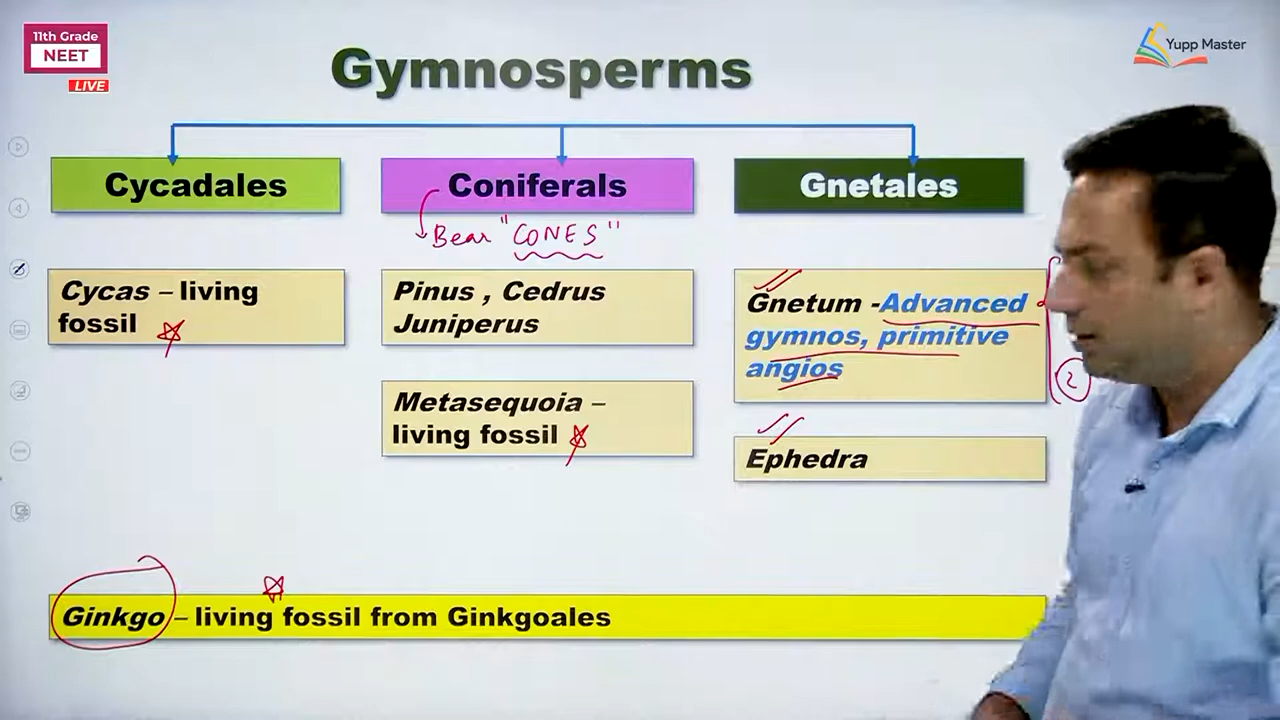 11th Grade
NEET
LIVE
Yupp Master
Gymnosperms
Cycadales
Coniferals
Gnetales
Bear "CONES"
Cycas – living
fossil
Pinus , Cedrus
Juniperus
Metasequoia –
living fossil
Gnetum -Advanced
gymnos, primitive
angios
2
Ephedra
Ginkgo – living fossil from Ginkgoales